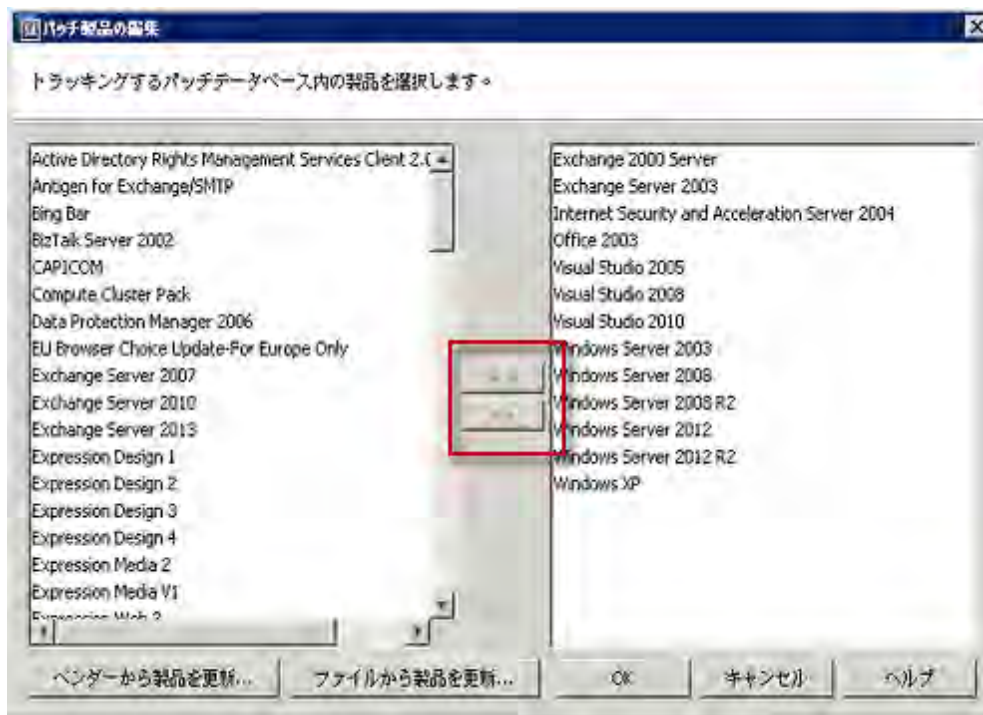 パッチ製品の編集
トラッキングするパッチデータベース内の製品を選択します。
Active Directory Rights Management Services Client 2.0
Antigen for Exchange/SMTP
Bing Bar
BizTalk Server 2002
CAPICOM
Compute Cluster Pack
Data Protection Manager 2006
EU Browser Choice Update-For Europe Only
Exchange Server 2007
Exchange Server 2010
Exchange Server 2013
Expression Design 1
Expression Design 2
Expression Design 3
Expression Design 4
Expression Media 2
Expression Media V1
Expression Web 2
Exchange 2000 Server
Exchange Server 2003
Internet Security and Acceleration Server 2004
Office 2003
Visual Studio 2005
Visual Studio 2008
Visual Studio 2010
Windows Server 2003
Windows Server 2008
Windows Server 2008 R2
Windows Server 2012
Windows Server 2012 R2
Windows XP
ベンダーから製品を更新...
ファイルから製品を更新...
OK
キャンセル
ヘルプ